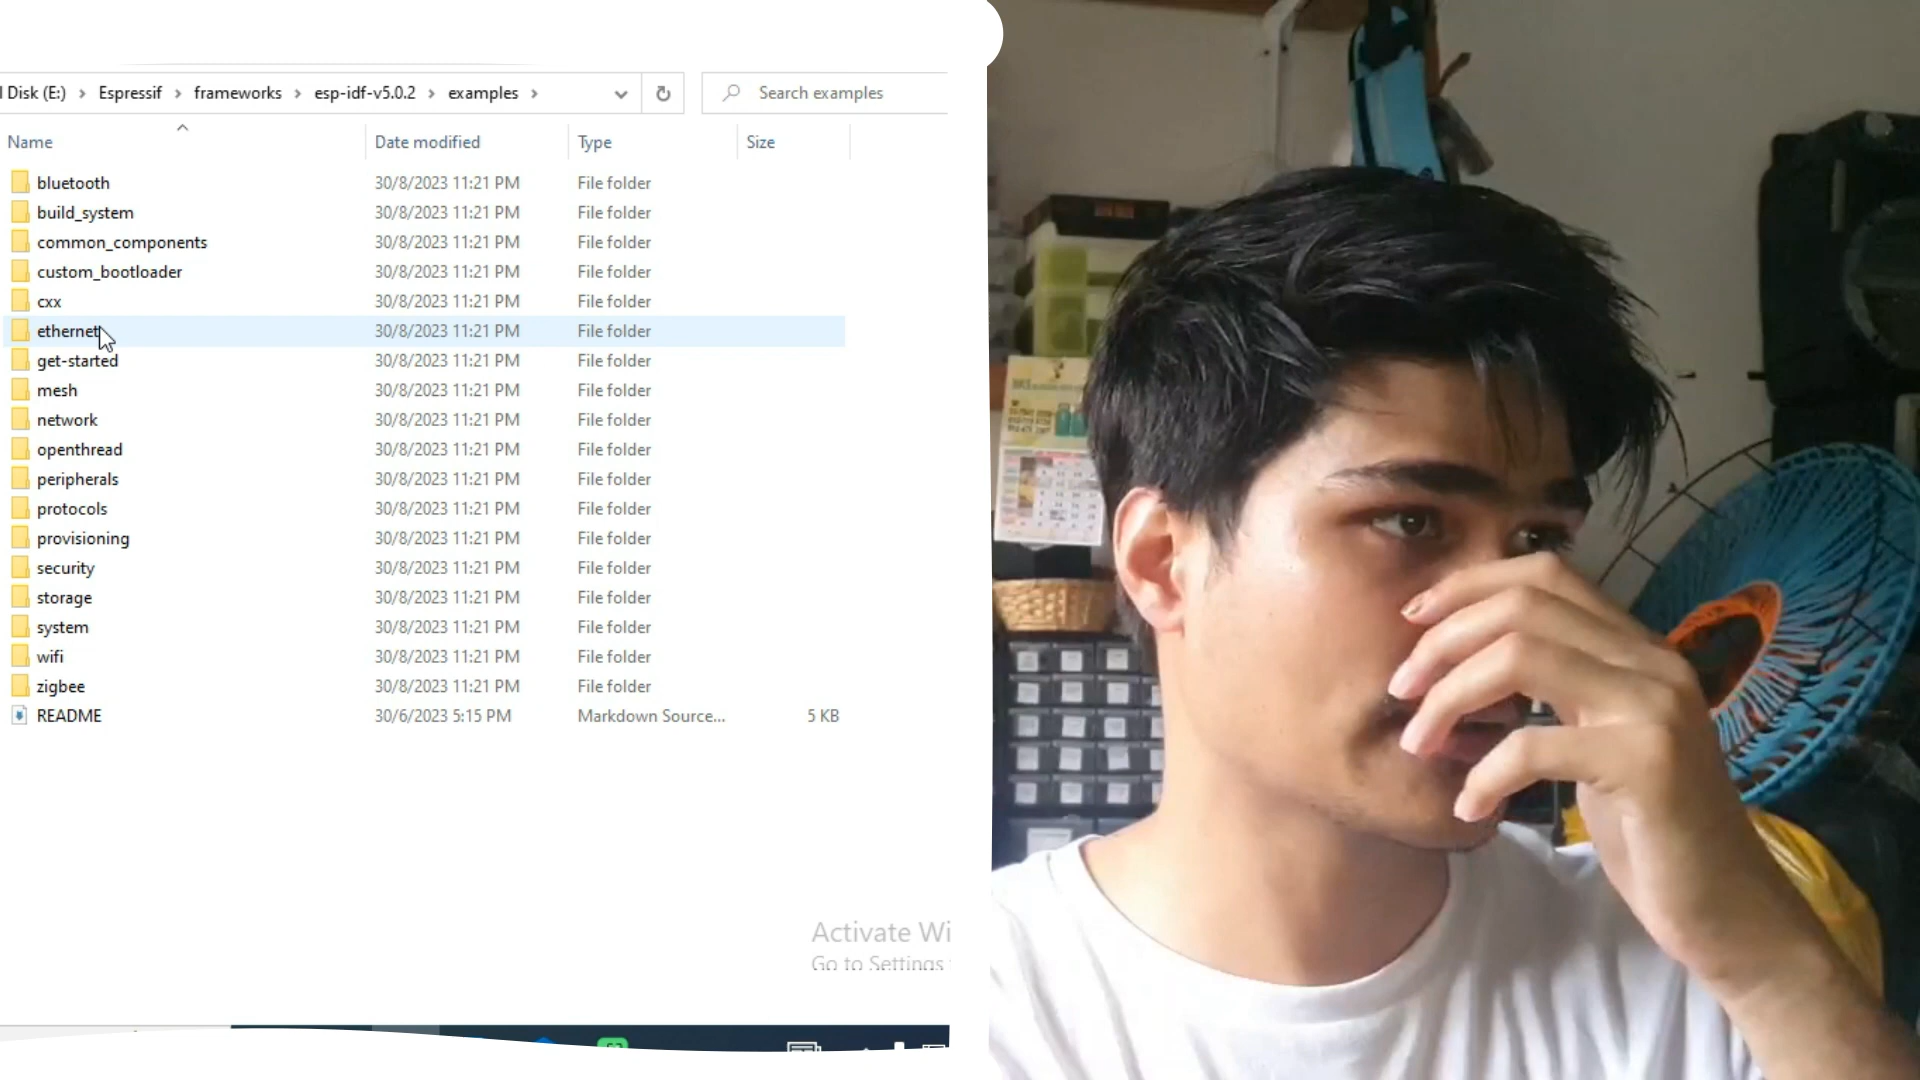 l Disk (E:) > Espressif > frameworks > esp-idf-v5.0.2 > examples >
Search examples
Name Date modified Type Size
bluetooth 30/8/2023 11:21 PM File folder
build_system 30/8/2023 11:21 PM File folder
common_components 30/8/2023 11:21 PM File folder
custom_bootloader 30/8/2023 11:21 PM File folder
cxx 30/8/2023 11:21 PM File folder
ethernet 30/8/2023 11:21 PM File folder
get-started 30/8/2023 11:21 PM File folder
mesh 30/8/2023 11:21 PM File folder
network 30/8/2023 11:21 PM File folder
openthread 30/8/2023 11:21 PM File folder
peripherals 30/8/2023 11:21 PM File folder
protocols 30/8/2023 11:21 PM File folder
provisioning 30/8/2023 11:21 PM File folder
security 30/8/2023 11:21 PM File folder
storage 30/8/2023 11:21 PM File folder
system 30/8/2023 11:21 PM File folder
wifi 30/8/2023 11:21 PM File folder
zigbee 30/8/2023 11:21 PM File folder
README 30/6/2023 5:15 PM Markdown Source... 5 KB
Activate Wi
Go to Settings